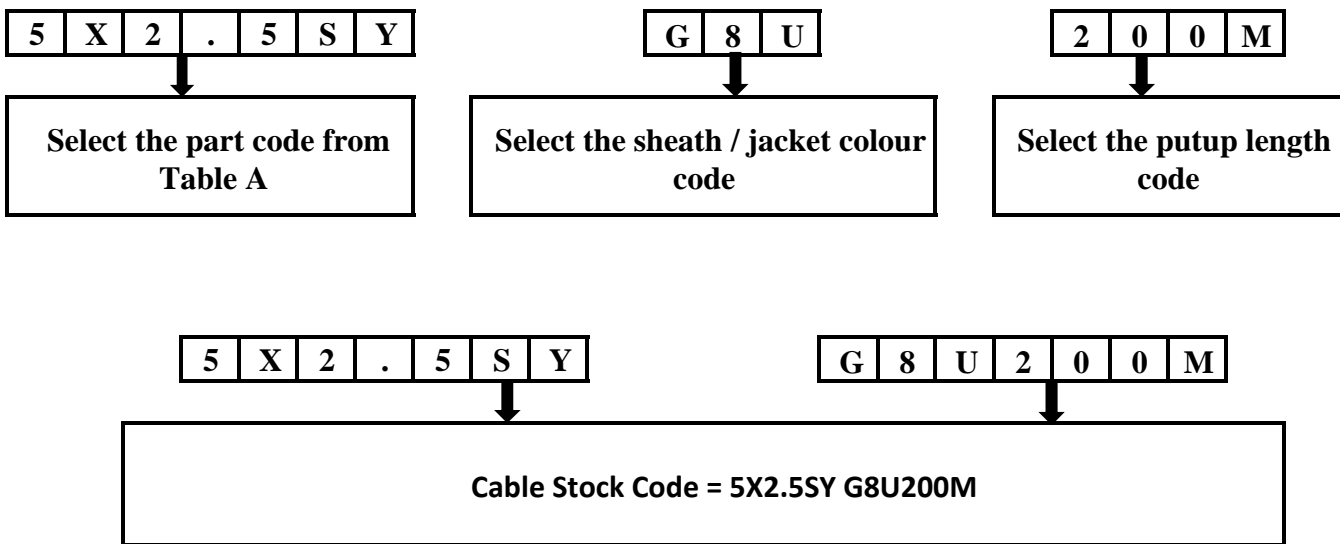 5 X 2 . 5 S Y
G 8 U
2 0 0 M
Select the part code from
Table A
Select the sheath / jacket colour
code
Select the putup length
code
5 X 2 . 5 S Y
G 8 U 2 0 0 M
Cable Stock Code = 5X2.5SY G8U200M